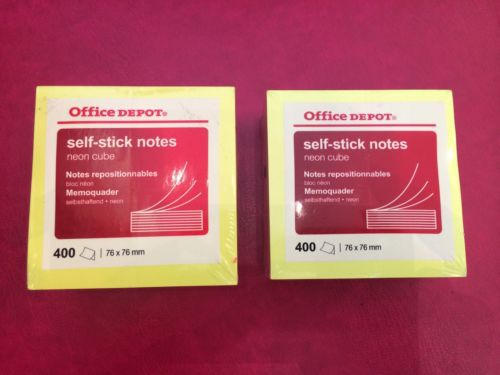 Office DEPOT®
self-stick notes
neon cube
Notes repositionnables
bloc néon
Memoquader
selbsthaftend • neon
400 | 76 x 76 mm
Office DEPOT®
self-stick notes
neon cube
Notes repositionnables
bloc néon
Memoquader
selbsthaftend • neon
400 | 76 x 76 mm